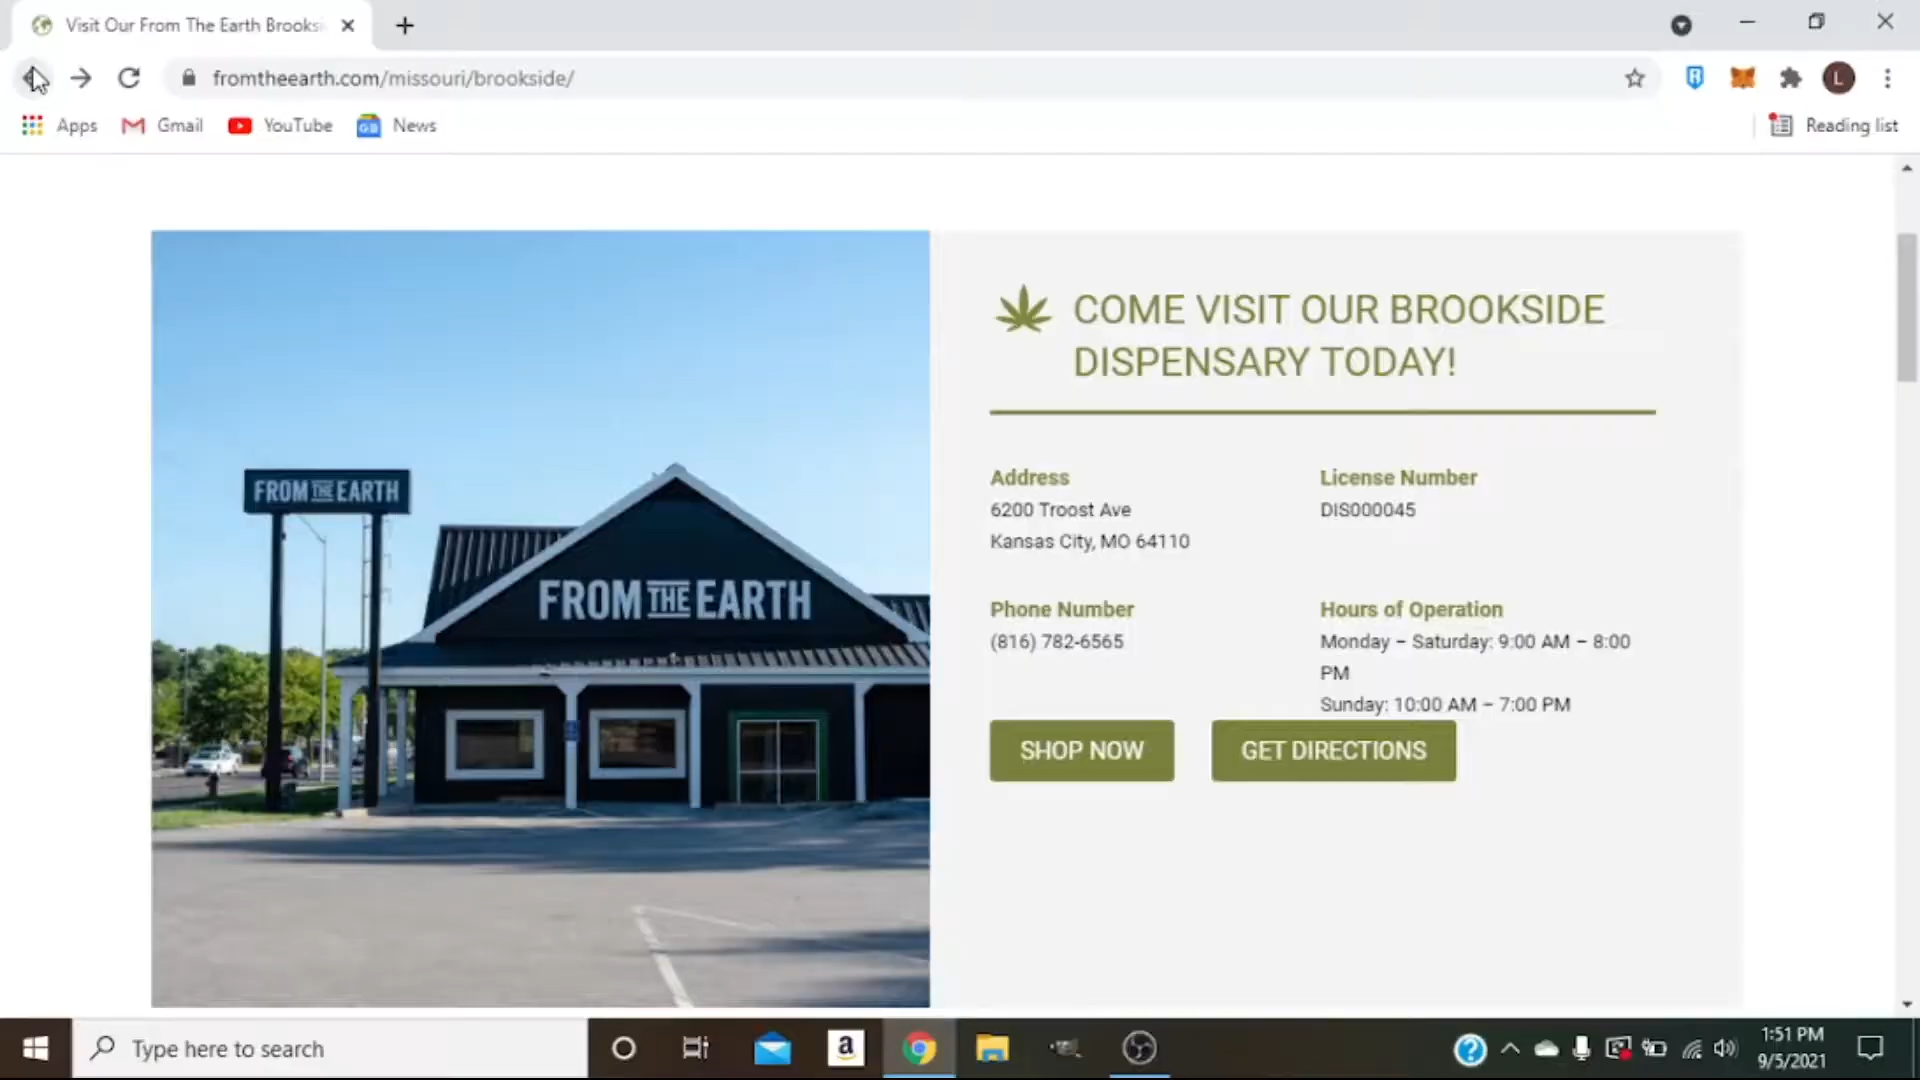 Visit Our From The Earth Brooks
fromtheearth.com/missouri/brookside/
L
Apps
Gmail
YouTube
GB
News
Reading list
FROM THE EARTH
FROM THE EARTH
COME VISIT OUR BROOKSIDE
DISPENSARY TODAY!
Address
6200 Troost Ave
Kansas City, MO 64110
License Number
DIS000045
Phone Number
(816) 782-6565
Hours of Operation
Monday – Saturday: 9:00 AM – 8:00
PM
Sunday: 10:00 AM – 7:00 PM
SHOP NOW
GET DIRECTIONS
Type here to search
a
?
1:51 PM
9/5/2021